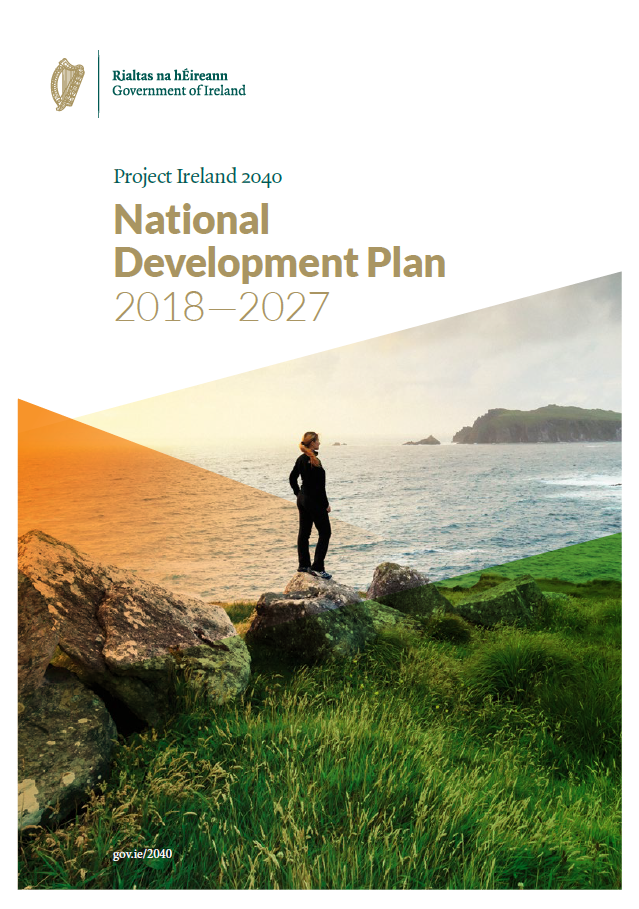 Rialtas na hÉireann
Government of Ireland
Project Ireland 2040
National
Development Plan
2018—2027
gov.ie/2040